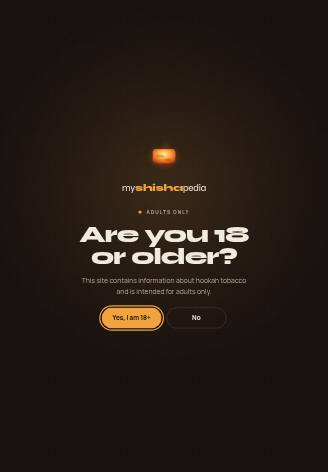 myshishapedia
ADULTS ONLY
Are you 18
or older?
This site contains information about hookah tobacco
and is intended for adults only.
Yes, I am 18+
No